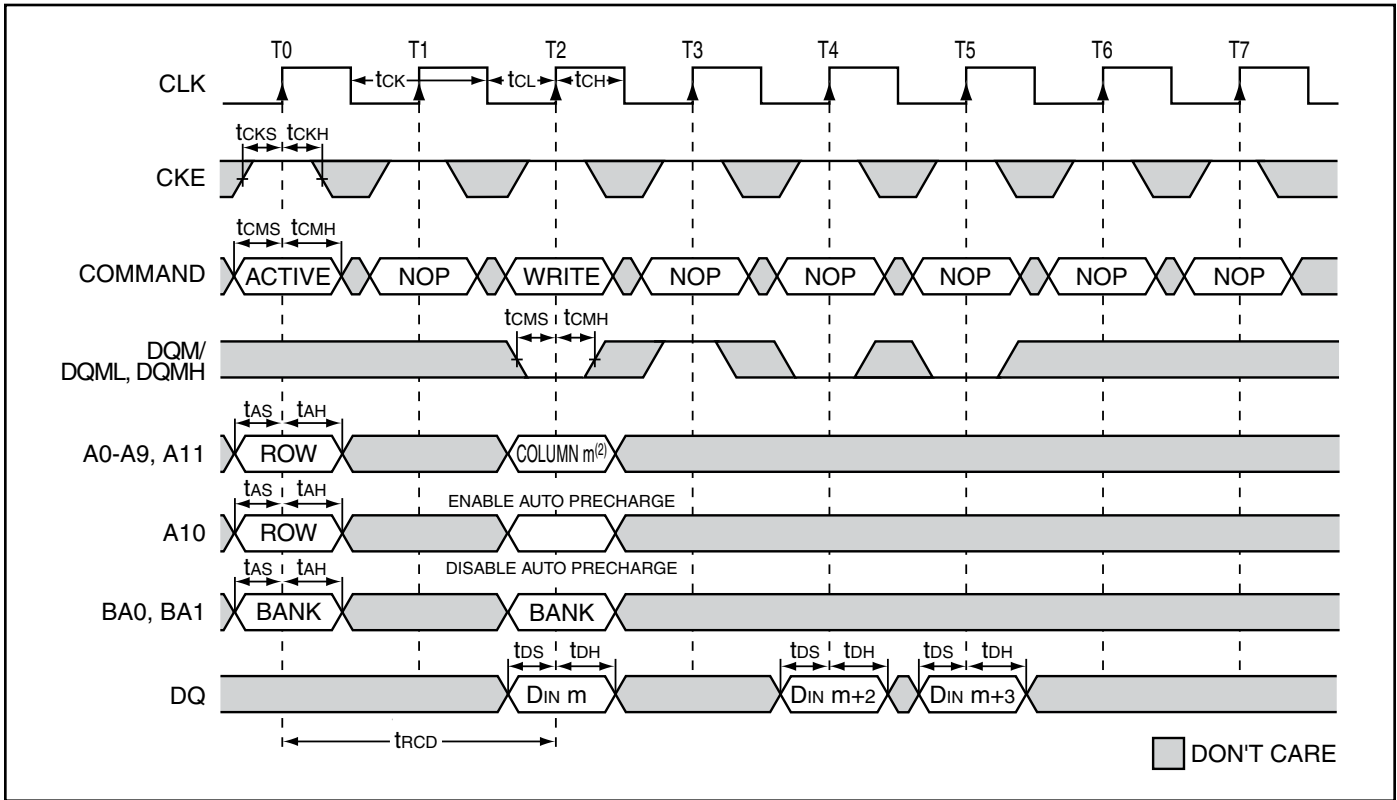 T0 T1 T2 T3 T4 T5 T6 T7
CLK
tCK tCL tCH
tCKS tCKH
CKE
tCMS tCMH
COMMAND ACTIVE NOP WRITE NOP NOP NOP NOP NOP
tCMS tCMH
DQM/
DQML, DQMH
tAS tAH
A0-A9, A11 ROW COLUMN m(2)
tAS tAH ENABLE AUTO PRECHARGE
A10 ROW
tAS tAH DISABLE AUTO PRECHARGE
BA0, BA1 BANK BANK
tDS tDH tDS tDH tDS tDH
DQ DIN m DIN m+2 DIN m+3
tRCD
DON'T CARE